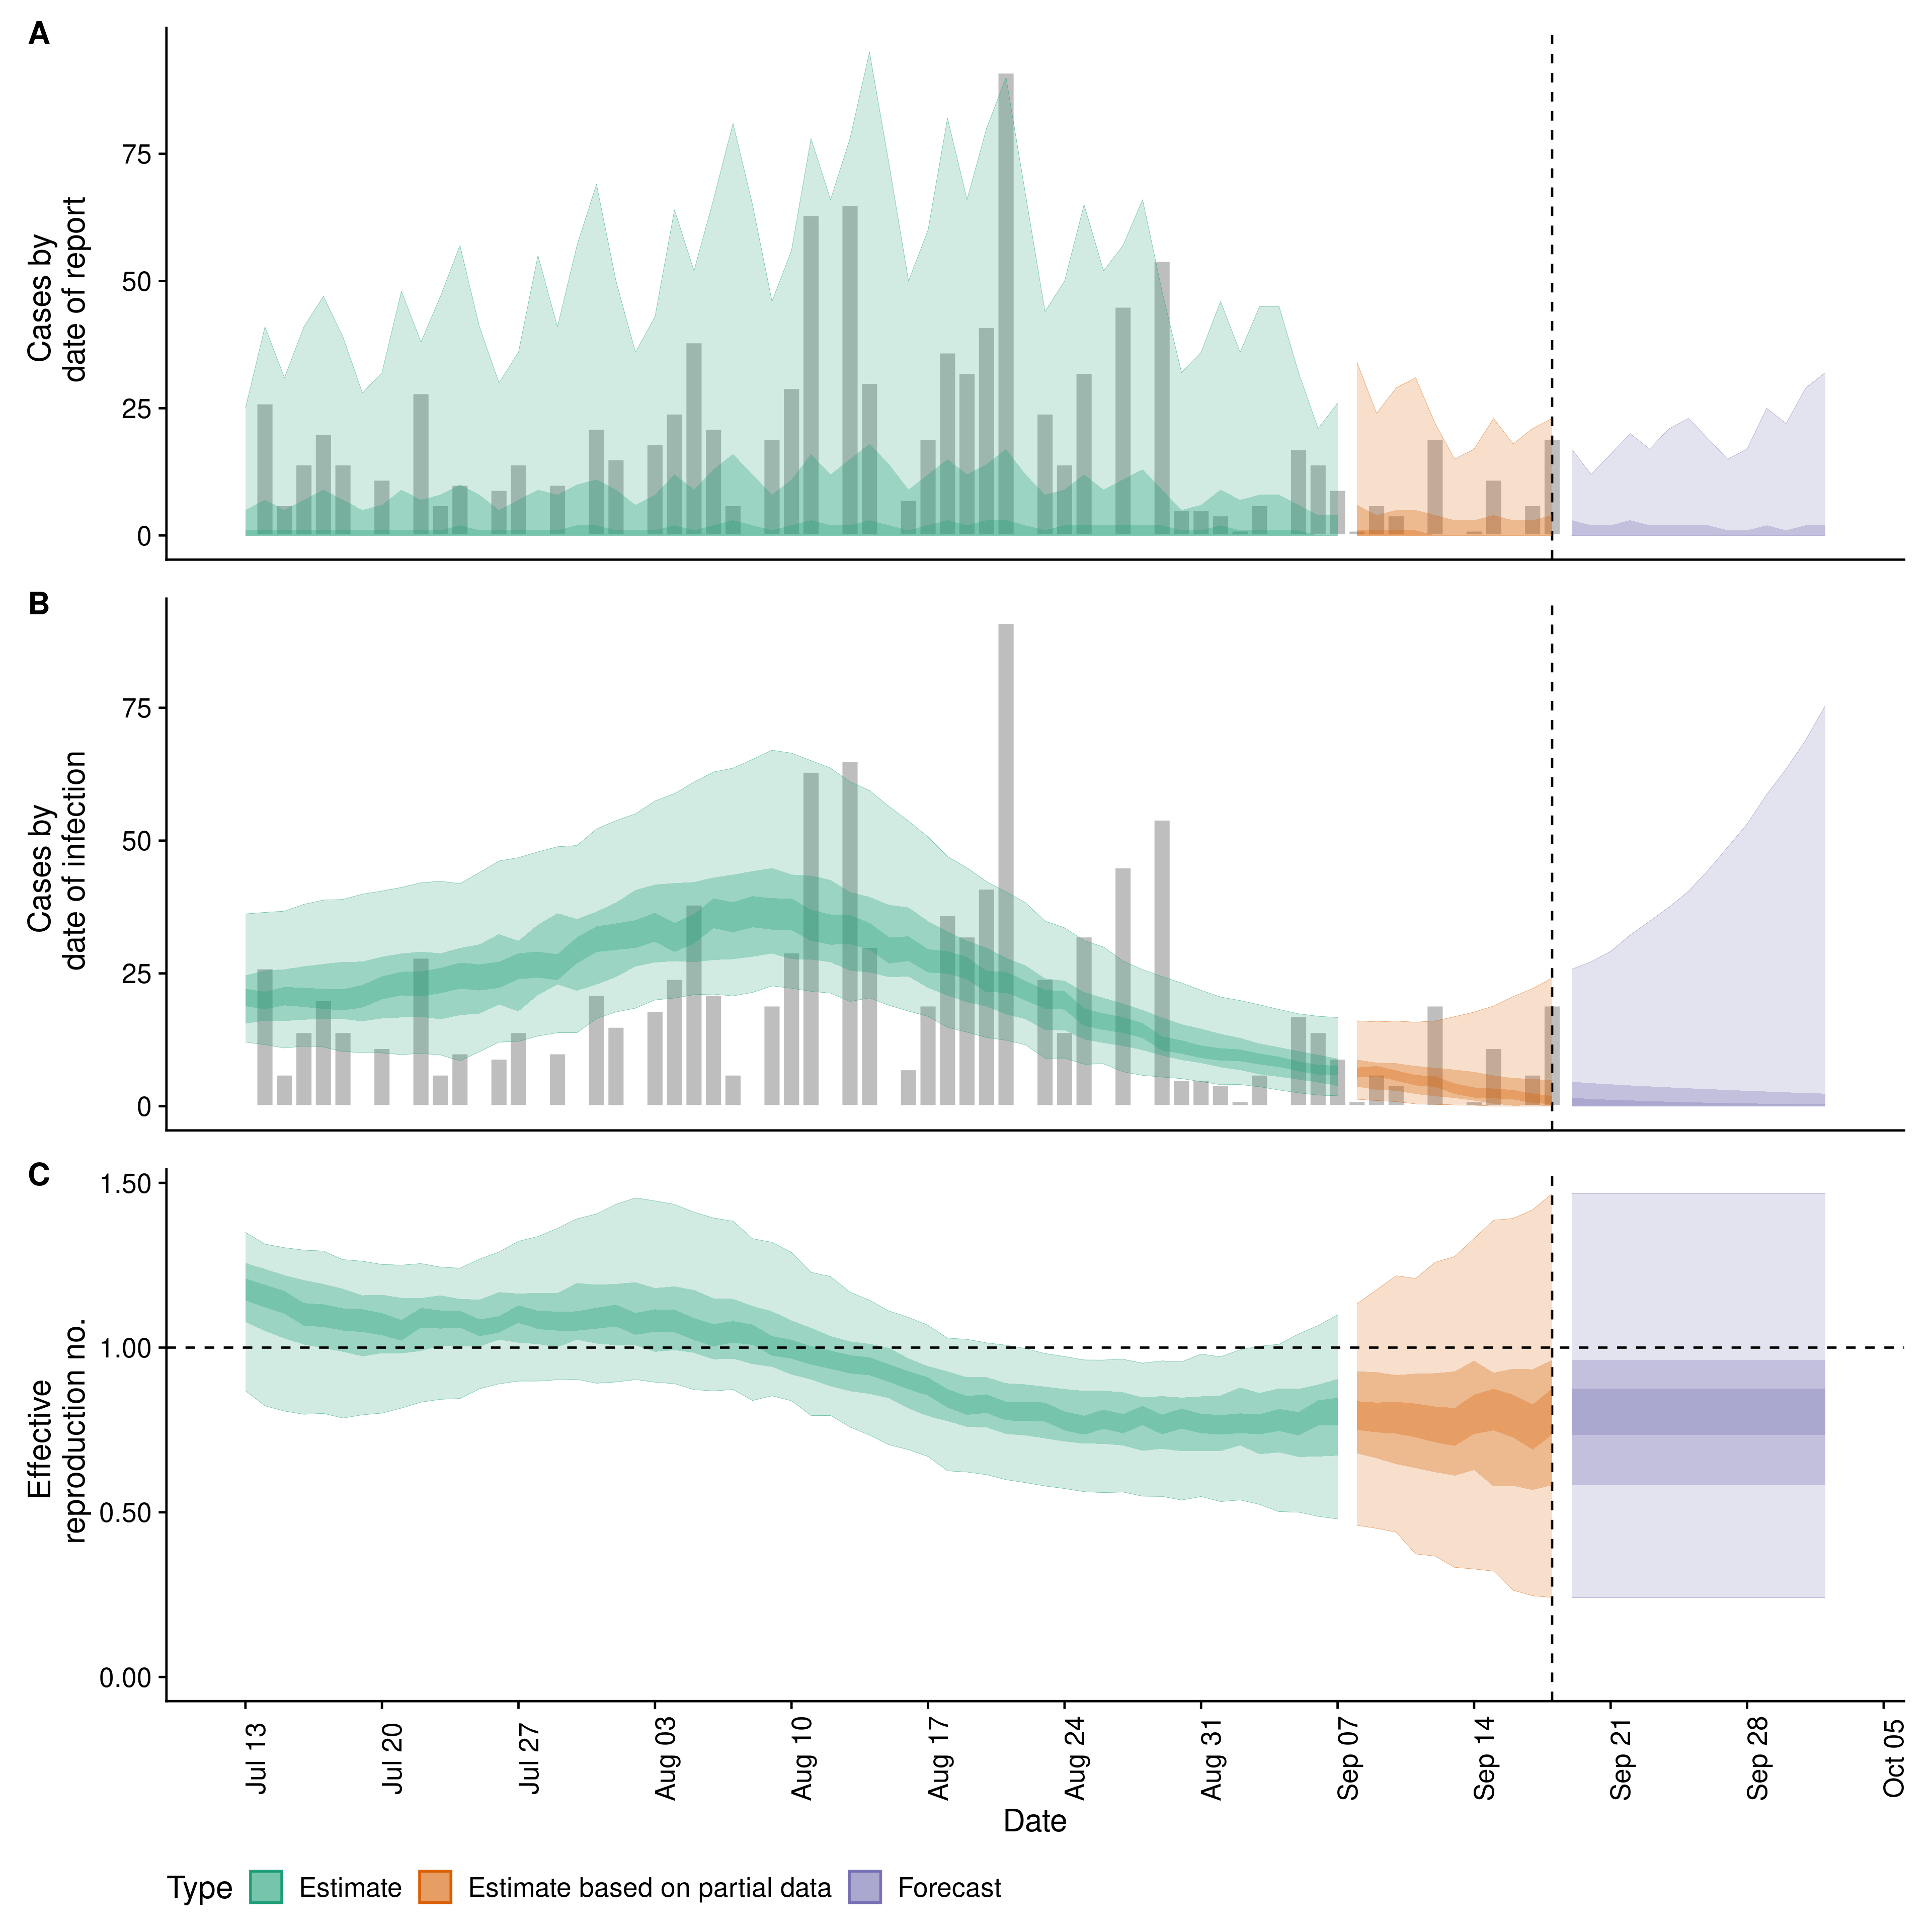 A
Cases by
date of report
75
50
25
0
B
Cases by
date of infection
75
50
25
0
C
Effective
reproduction no.
1.50
1.00
0.50
0.00
Jul 13
Jul 20
Jul 27
Aug 03
Aug 10
Aug 17
Aug 24
Aug 31
Sep 07
Sep 14
Sep 21
Sep 28
Oct 05
Date
Type Estimate Estimate based on partial data Forecast